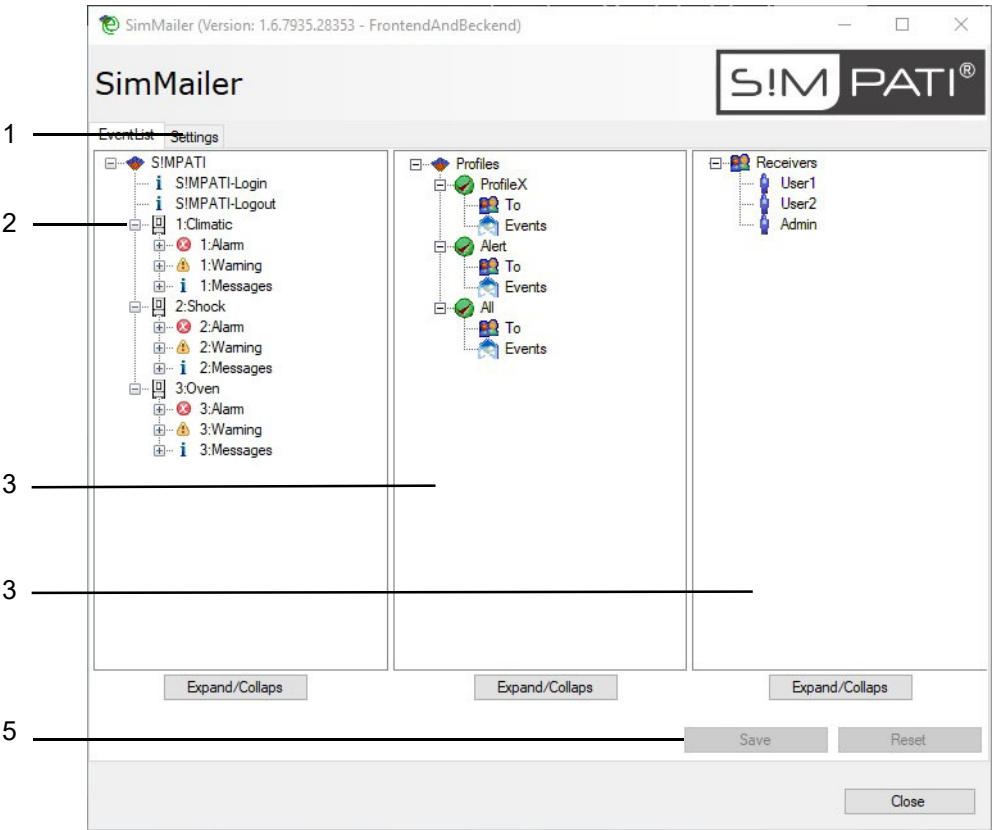 SimMailer (Version: 1.6.7935.28353 - FrontendAndBeckend)
SimMailer
S!MPATI®
1
EventList Settings
S!MPATI
S!MPATI-Login
S!MPATI-Logout
2
1:Climatic
1:Alarm
1:Warning
1:Messages
2:Shock
2:Alarm
2:Warning
2:Messages
3:Oven
3:Alarm
3:Warning
3:Messages
Profiles
ProfileX
To
Events
Alert
To
Events
All
To
Events
Receivers
User1
User2
Admin
3
3
Expand/Collaps
Expand/Collaps
Expand/Collaps
5
Save
Reset
Close